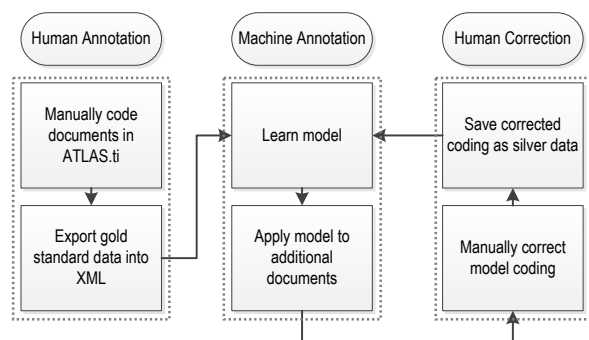 Human Annotation
Machine Annotation
Human Correction
Manually code
documents in
ATLAS.ti
Export gold
standard data into
XML
Learn model
Apply model to
additional
documents
Save corrected
coding as silver data
Manually correct
model coding